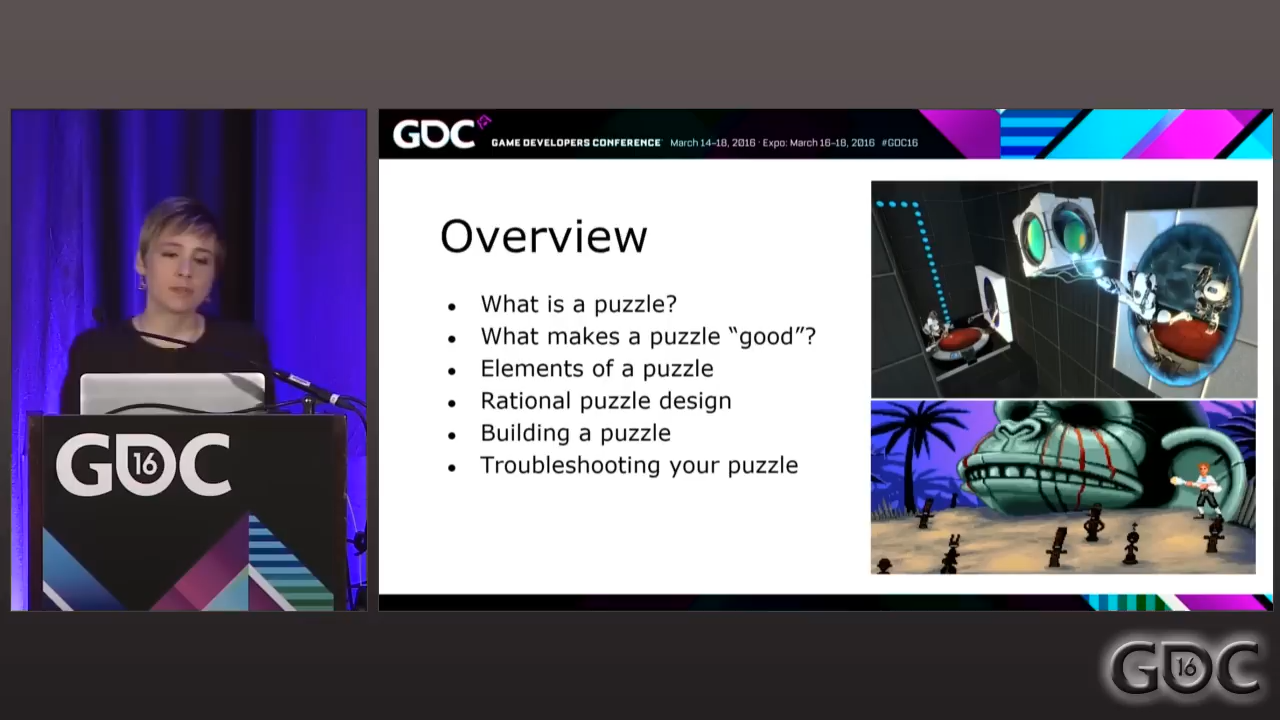 GDC
GAME DEVELOPERS CONFERENCE March 14-18, 2016 · Expo: March 16-18, 2016 #GDC16
Overview
• What is a puzzle?
• What makes a puzzle “good”?
• Elements of a puzzle
• Rational puzzle design
• Building a puzzle
• Troubleshooting your puzzle
GDC 16
GDC 16